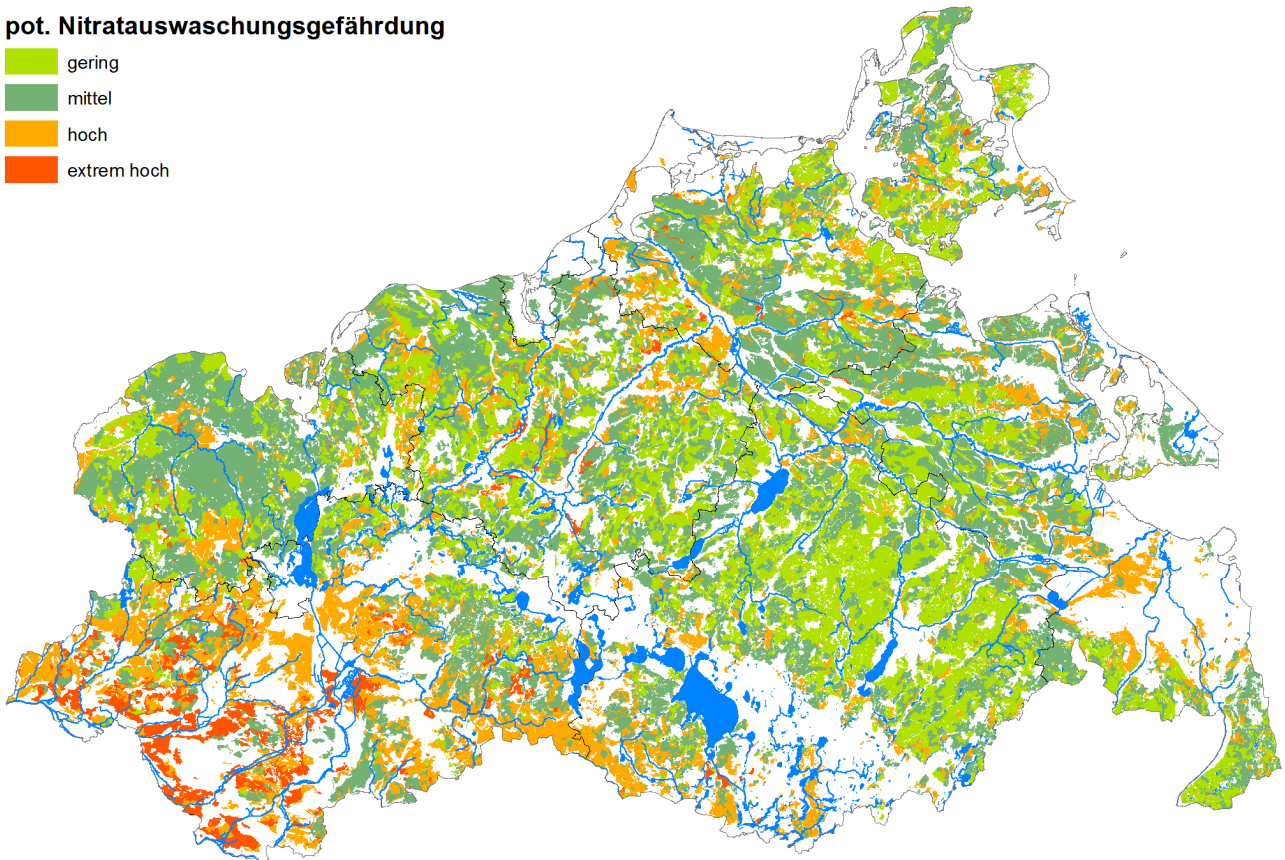 pot. Nitratauswaschungsgefährdung
gering
mittel
hoch
extrem hoch